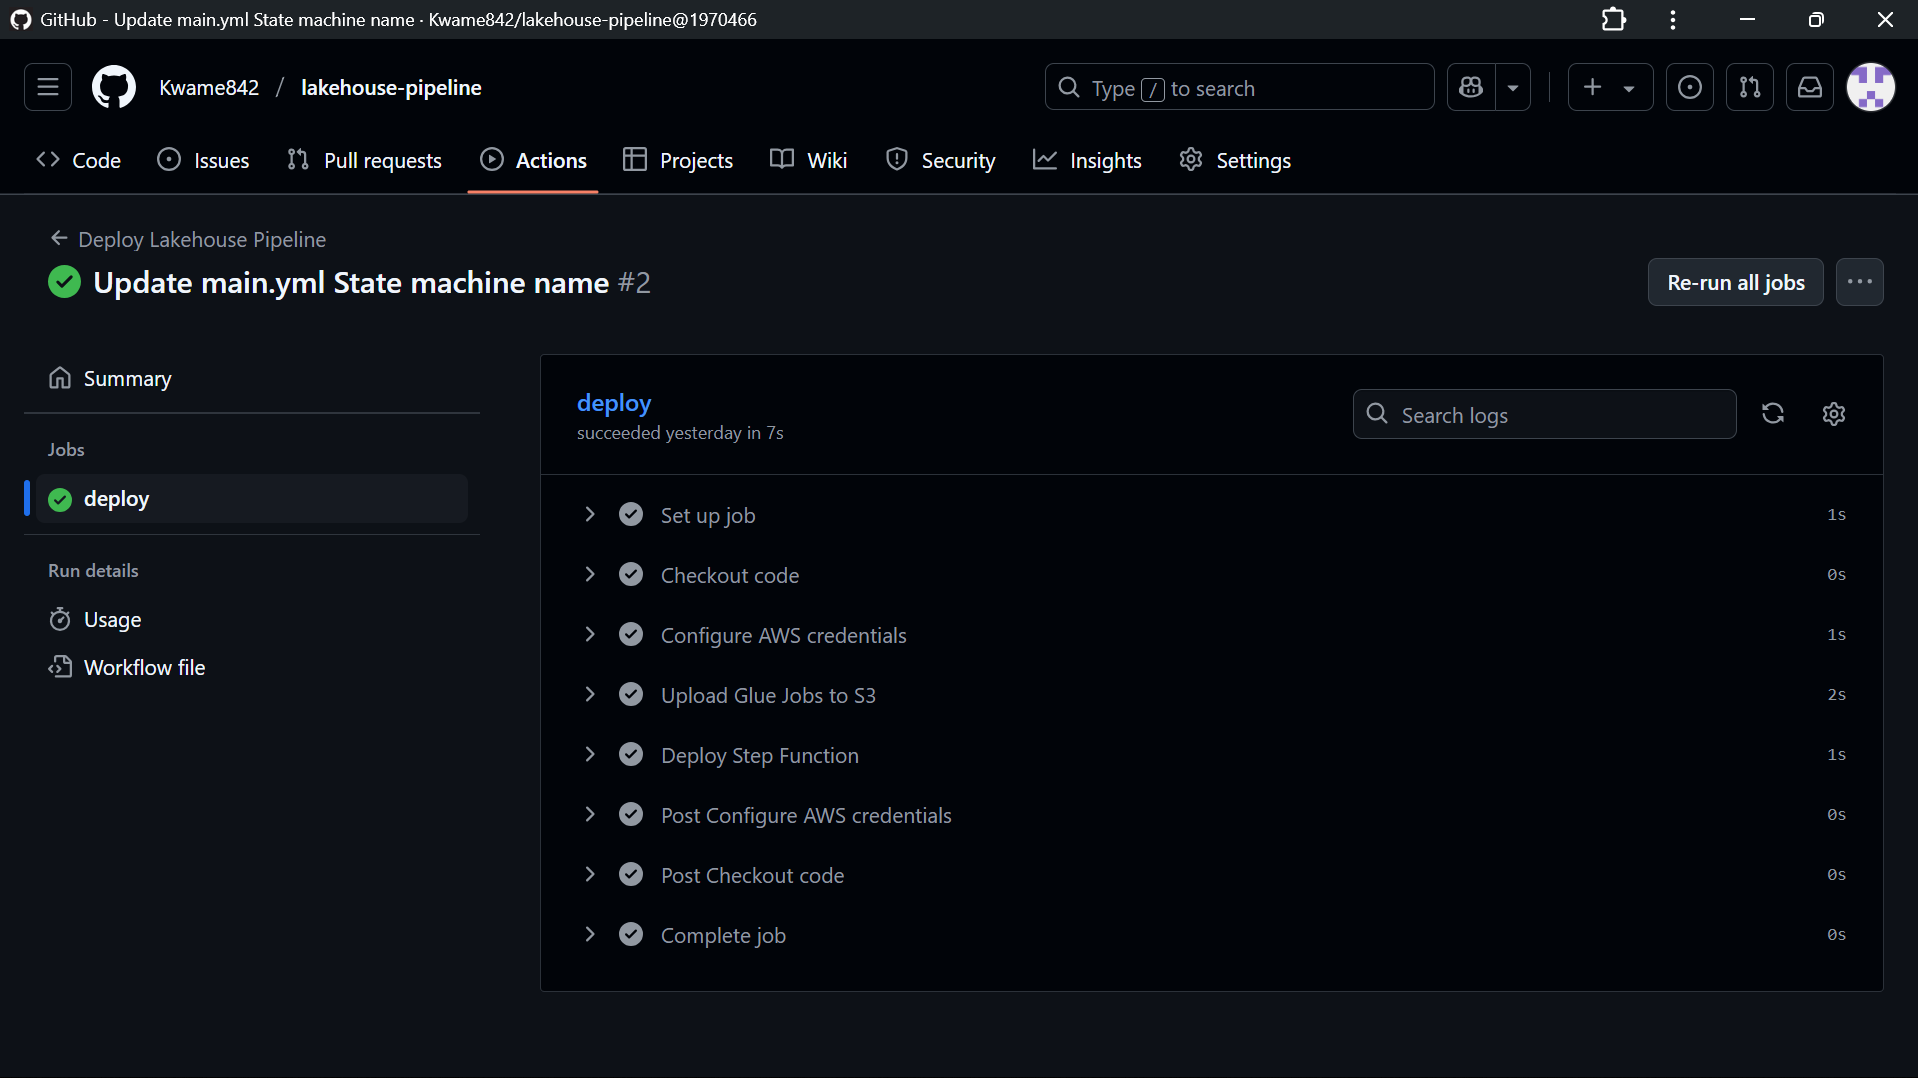 GitHub - Update main.yml State machine name · Kwame842/lakehouse-pipeline@1970466
Kwame842 / lakehouse-pipeline
Type / to search
Code
Issues
Pull requests
Actions
Projects
Wiki
Security
Insights
Settings
Deploy Lakehouse Pipeline
Update main.yml State machine name #2
Re-run all jobs
Summary
Jobs
deploy
Run details
Usage
Workflow file
deploy
succeeded yesterday in 7s
Search logs
Set up job 1s
Checkout code 0s
Configure AWS credentials 1s
Upload Glue Jobs to S3 2s
Deploy Step Function 1s
Post Configure AWS credentials 0s
Post Checkout code 0s
Complete job 0s